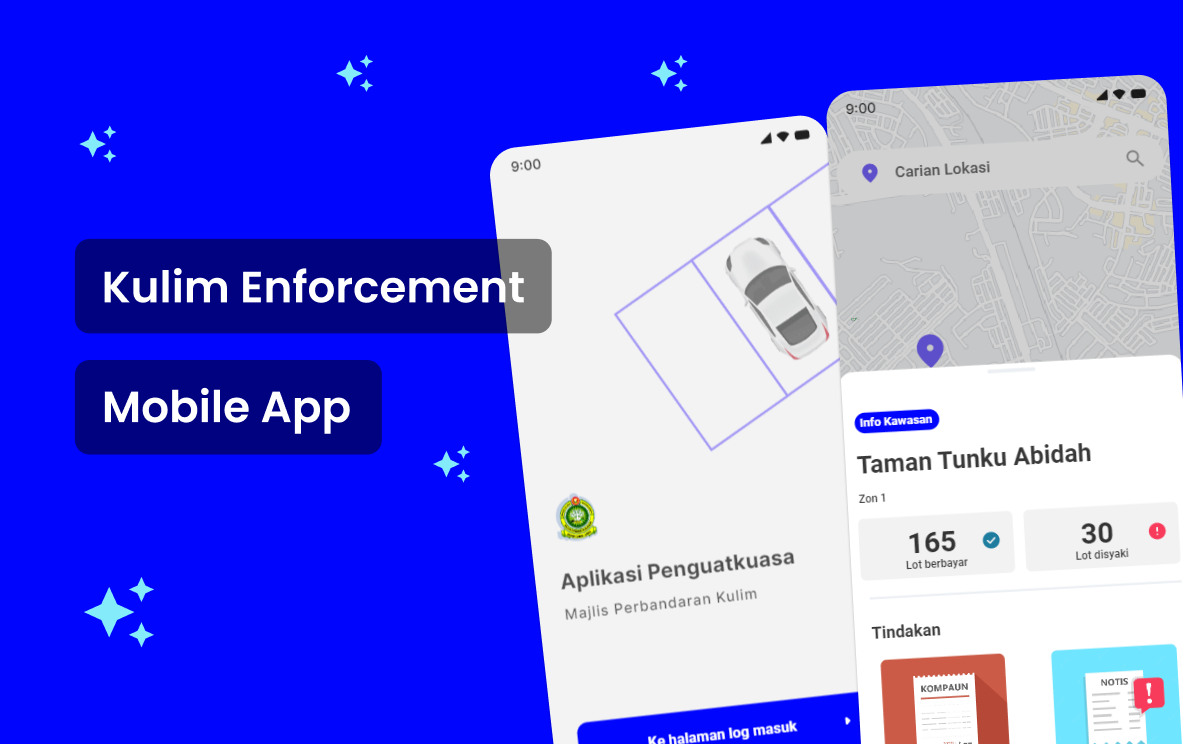 Kulim Enforcement
Mobile App
9:00
Aplikasi Penguatkuasa
Majlis Perbandaran Kulim
Ke halaman log masuk
9:00
Carian Lokasi
Info Kawasan
Taman Tunku Abidah
Zon 1
165
Lot berbayar
30
Lot disyaki
Tindakan
KOMPAUN
NOTIS